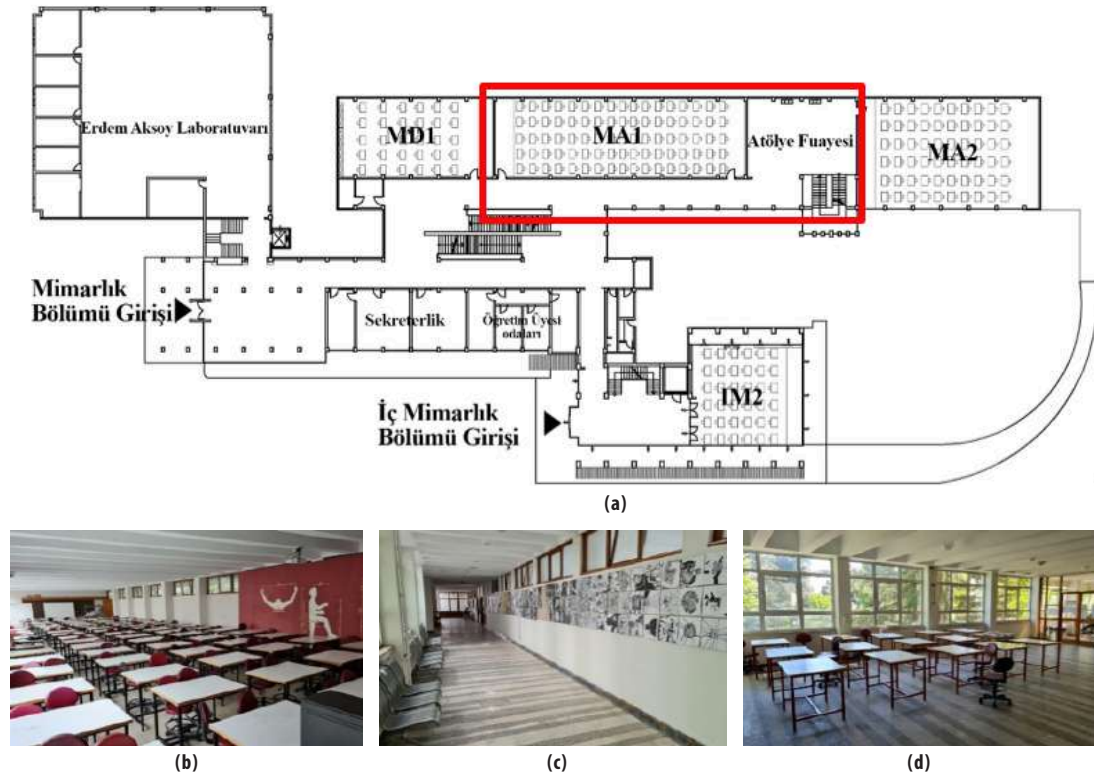 Erdem Aksoy Laboratuvarı
MD1
MA1
Atölye Fuayesi
MA2
Mimarlık
Bölümü Girişi
Sekreterlik
Öğretim Üyesi
odaları
IM2
İç Mimarlık
Bölümü Girişi
(a)
(b)
(c)
(d)